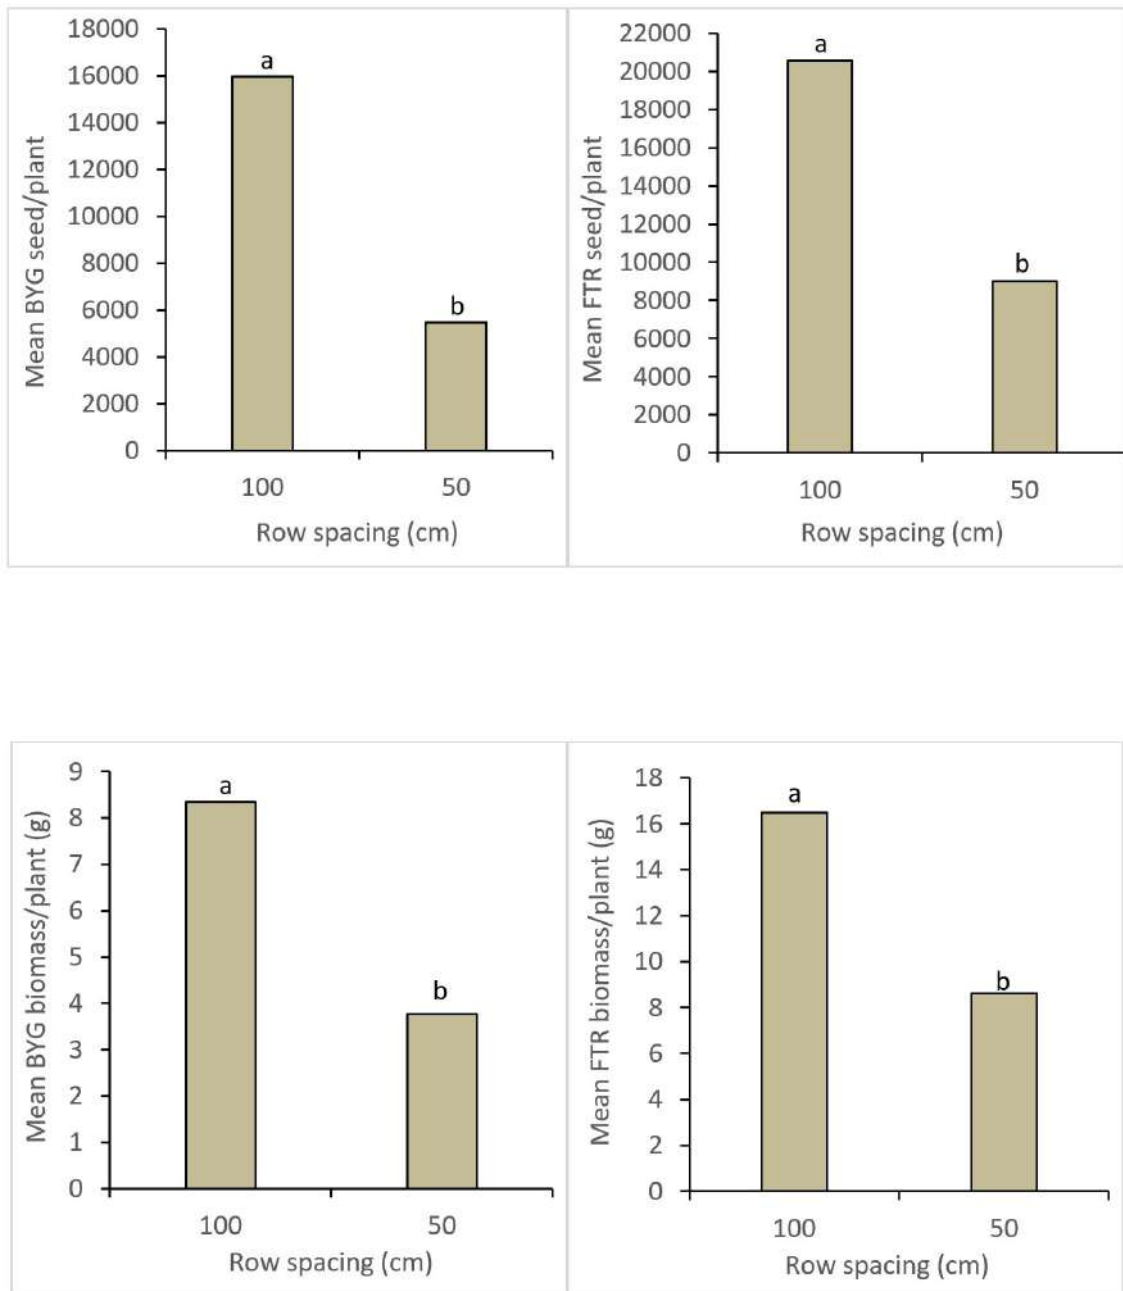 Mean BYG seed/plant
18000
16000
14000
12000
10000
8000
6000
4000
2000
0
a
b
100 50
Row spacing (cm)
Mean FTR seed/plant
22000
20000
18000
16000
14000
12000
10000
8000
6000
4000
2000
0
a
b
100 50
Row spacing (cm)
Mean BYG biomass/plant (g)
9
8
7
6
5
4
3
2
1
0
a
b
100 50
Row spacing (cm)
Mean FTR biomass/plant (g)
18
16
14
12
10
8
6
4
2
0
a
b
100 50
Row spacing (cm)